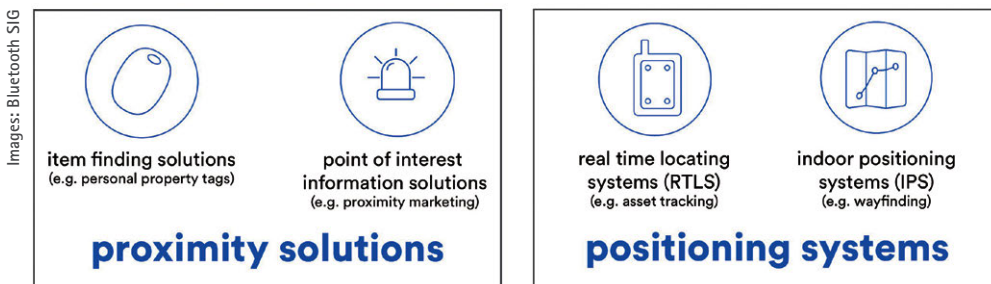 Images: Bluetooth SIG
item finding solutions
(e.g. personal property tags)
point of interest
information solutions
(e.g. proximity marketing)
proximity solutions
real time locating
systems (RTLS)
(e.g. asset tracking)
indoor positioning
systems (IPS)
(e.g. wayfinding)
positioning systems